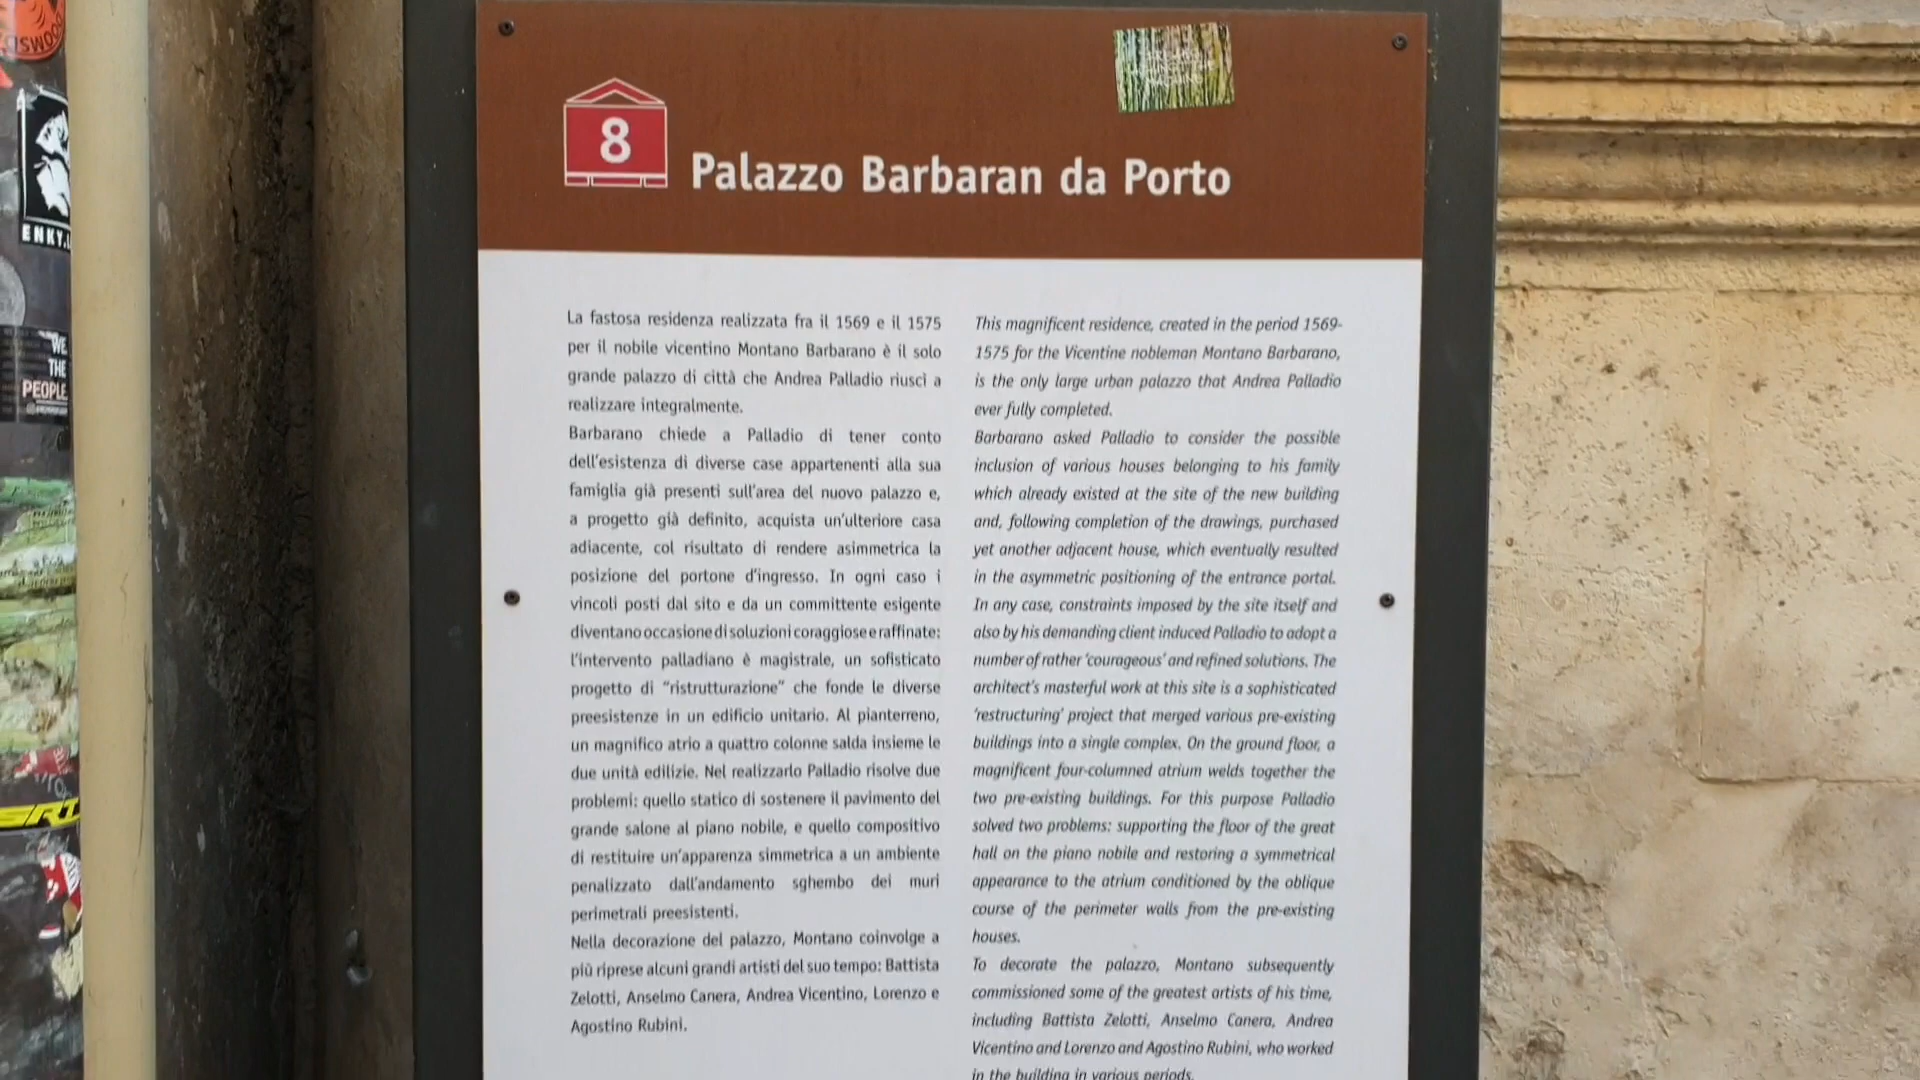 ISWOOD
ENKY.
WE
THE
PEOPLE
8
Palazzo Barbaran da Porto
La fastosa residenza realizzata fra il 1569 e il 1575
per il nobile vicentino Montano Barbarano è il solo
grande palazzo di città che Andrea Palladio riuscì a
realizzare integralmente.
Barbarano chiede a Palladio di tener conto
dell'esistenza di diverse case appartenenti alla sua
famiglia già presenti sull'area del nuovo palazzo e,
a progetto già definito, acquista un'ulteriore casa
adiacente, col risultato di rendere asimmetrica la
posizione del portone d'ingresso. In ogni caso i
vincoli posti dal sito e da un committente esigente
diventano occasione di soluzioni coraggiose e raffinate:
l'intervento palladiano è magistrale, un sofisticato
progetto di "ristrutturazione" che fonde le diverse
preesistenze in un edificio unitario. Al pianterreno,
un magnifico atrio a quattro colonne salda insieme le
due unità edilizie. Nel realizzarlo Palladio risolve due
problemi: quello statico di sostenere il pavimento del
grande salone al piano nobile, e quello compositivo
di restituire un'apparenza simmetrica a un ambiente
penalizzato dall'andamento sghembo dei muri
perimetrali preesistenti.
Nella decorazione del palazzo, Montano coinvolge a
più riprese alcuni grandi artisti del suo tempo: Battista
Zelotti, Anselmo Canera, Andrea Vicentino, Lorenzo e
Agostino Rubini.
This magnificent residence, created in the period 1569-
1575 for the Vicentine nobleman Montano Barbarano,
is the only large urban palazzo that Andrea Palladio
ever fully completed.
Barbarano asked Palladio to consider the possible
inclusion of various houses belonging to his family
which already existed at the site of the new building
and, following completion of the drawings, purchased
yet another adjacent house, which eventually resulted
in the asymmetric positioning of the entrance portal.
In any case, constraints imposed by the site itself and
also by his demanding client induced Palladio to adopt a
number of rather 'courageous' and refined solutions. The
architect's masterful work at this site is a sophisticated
'restructuring' project that merged various pre-existing
buildings into a single complex. On the ground floor, a
magnificent four-columned atrium welds together the
two pre-existing buildings. For this purpose Palladio
solved two problems: supporting the floor of the great
hall on the piano nobile and restoring a symmetrical
appearance to the atrium conditioned by the oblique
course of the perimeter walls from the pre-existing
houses.
To decorate the palazzo, Montano subsequently
commissioned some of the greatest artists of his time,
including Battista Zelotti, Anselmo Canera, Andrea
Vicentino and Lorenzo and Agostino Rubini, who worked
in the building in various periods.